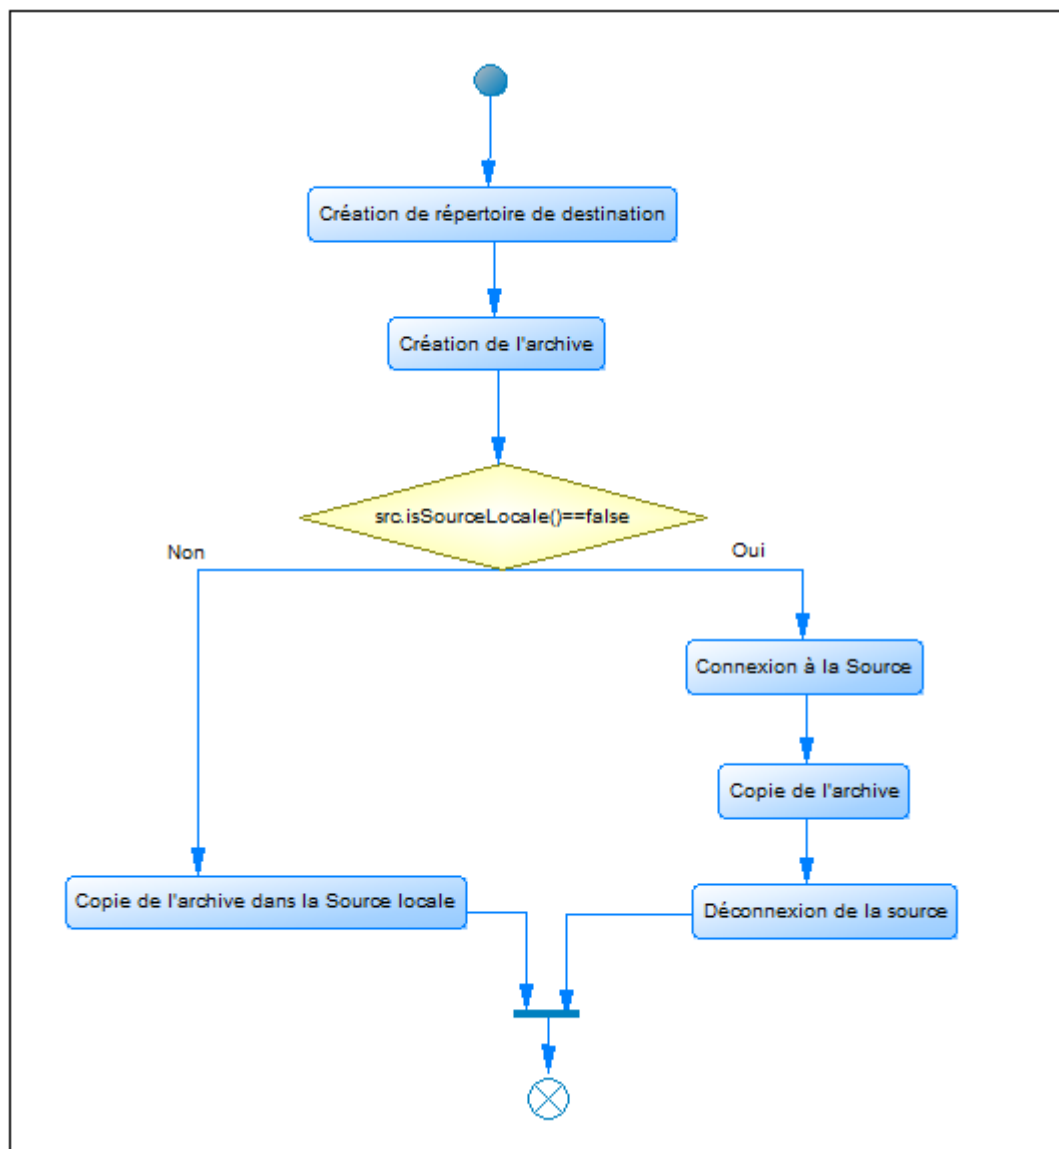 Création de répertoire de destination
Création de l'archive
src.isSourceLocale()==false
Non
Oui
Connexion à la Source
Copie de l'archive
Copie de l'archive dans la Source locale
Déconnexion de la source